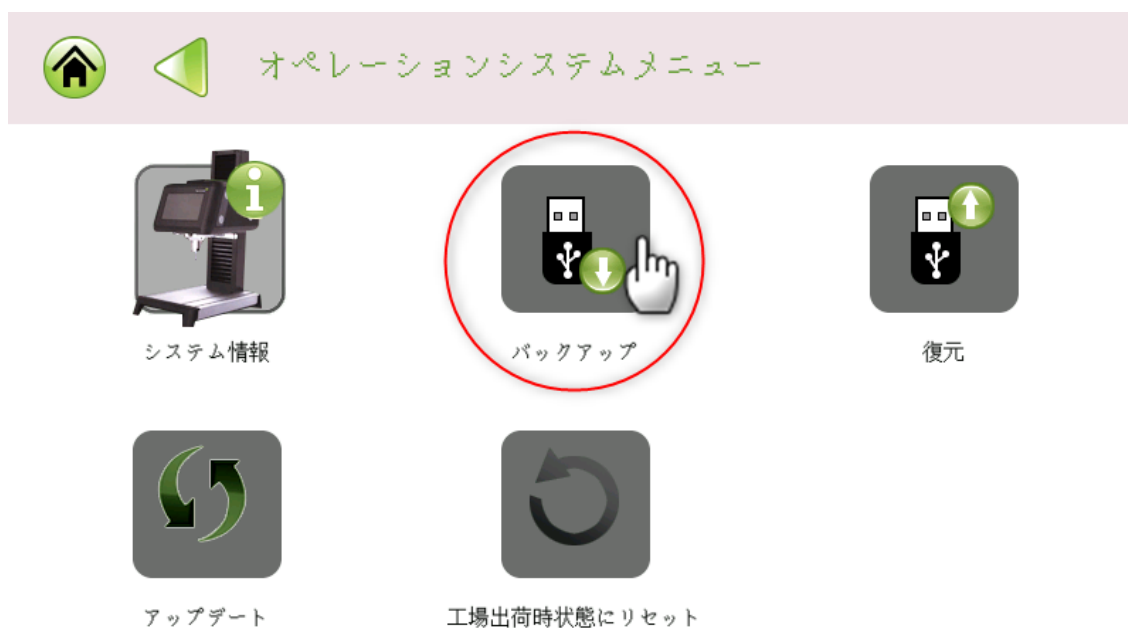 オペレーションシステムメニュー
システム情報
バックアップ
復元
アップデート
工場出荷時状態にリセット